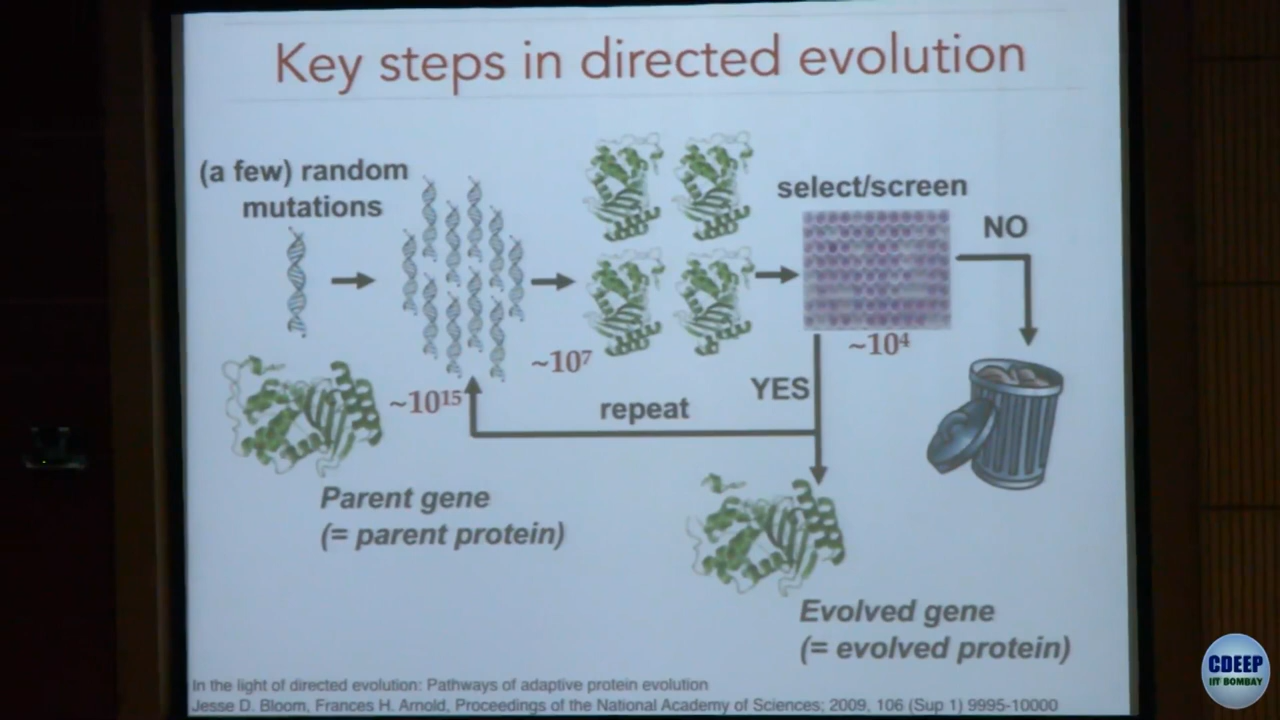 Key steps in directed evolution
(a few) random
mutations
select/screen
NO
~10⁷
~10⁴
~10¹⁵
YES
repeat
Parent gene
(= parent protein)
Evolved gene
(= evolved protein)
In the light of directed evolution: Pathways of adaptive protein evolution
Jesse D. Bloom, Frances H. Arnold, Proceedings of the National Academy of Sciences; 2009, 106 (Sup 1) 9995-10000
CDEEP
IIT BOMBAY